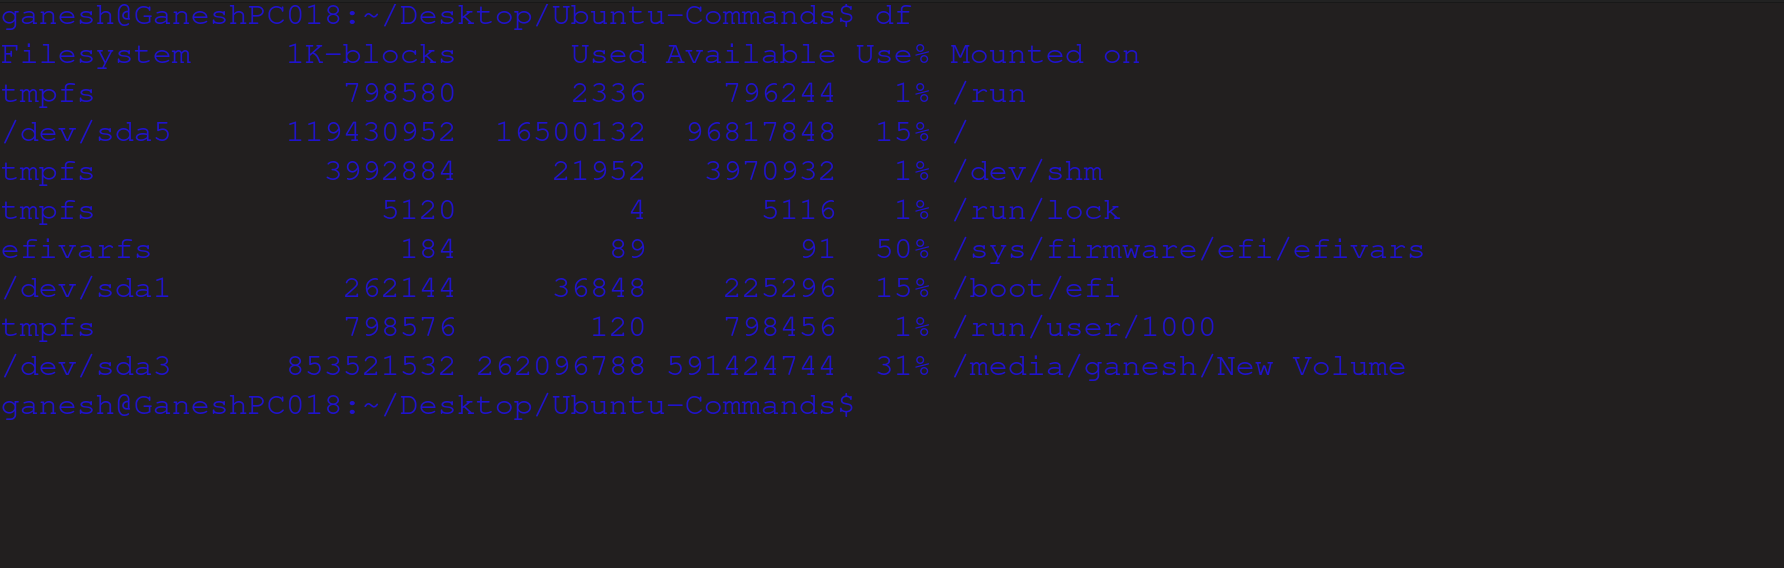 ganesh@GaneshPC018:~/Desktop/Ubuntu-Commands$ df
Filesystem     1K-blocks      Used Available Use% Mounted on
tmpfs             798580      2336    796244   1% /run
/dev/sda5      119430952  16500132  96817848  15% /
tmpfs            3992884     21952   3970932   1% /dev/shm
tmpfs               5120         4      5116   1% /run/lock
efivarfs             184        89        91  50% /sys/firmware/efi/efivars
/dev/sda1         262144     36848    225296  15% /boot/efi
tmpfs             798576       120    798456   1% /run/user/1000
/dev/sda3      853521532 262096788 591424744  31% /media/ganesh/New Volume
ganesh@GaneshPC018:~/Desktop/Ubuntu-Commands$